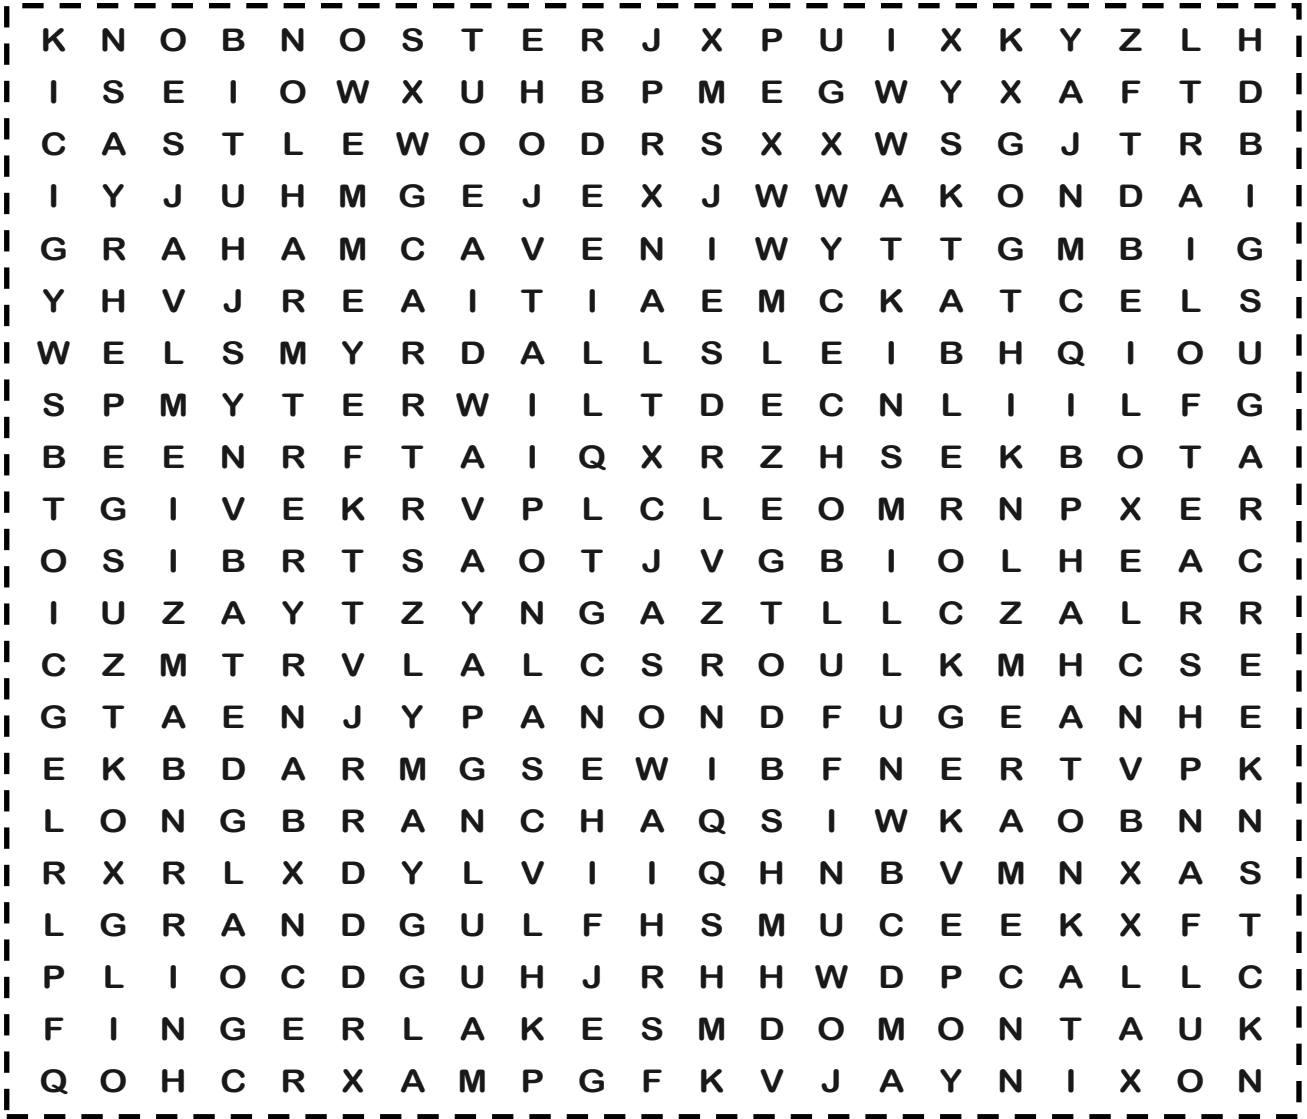 K N O B N O S T E R J X P U I X K Y Z L H
I S E I O W X U H B P M E G W Y X A F T D
C A S T L E W O O D R S X X W S G J T R B
I Y J U H M G E J E X J W W A K O N D A I
G R A H A M C A V E N I W Y T T G M B I G
Y H V J R E A I T I A E M C K A T C E L S
W E L S M Y R D A L L S L E I B H Q I O U
S P M Y T E R W I L T D E C N L I I L F G
B E E N R F T A I Q X R Z H S E K B O T A
T G I V E K R V P L C L E O M R N P X E R
O S I B R T S A O T J V G B I O L H E A C
I U Z A Y T Z Y N G A Z T L L C Z A L R R
C Z M T R V L A L C S R O U L K M H C S E
G T A E N J Y P A N O N D F U G E A N H E
E K B D A R M G S E W I B F N E R T V P K
L O N G B R A N C H A Q S I W K A O B N N
R X R L X D Y L V I I Q H N B V M N X A S
L G R A N D G U L F H S M U C E E K X F T
P L I O C D G U H J R H H W D P C A L L C
F I N G E R L A K E S M D O M O N T A U K
Q O H C R X A M P G F K V J A Y N I X O N